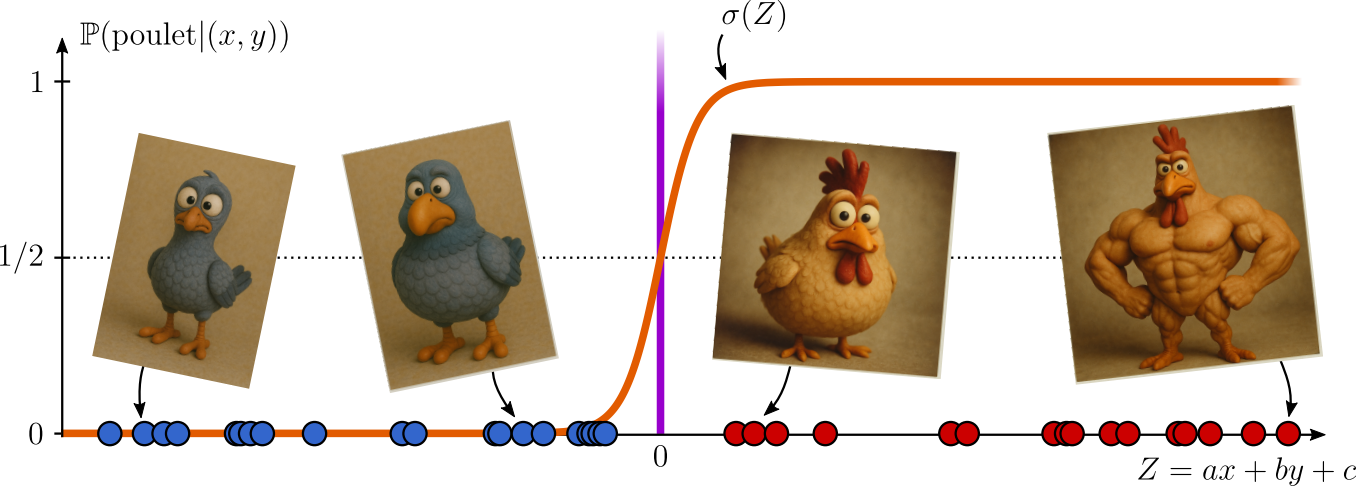 σ(Z)
ℙ(poulet|(x, y))
1
1/2
0
0
Z = ax + by + c